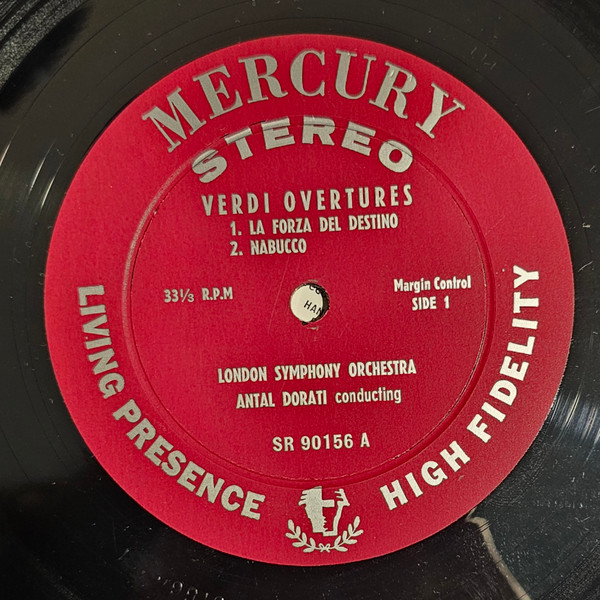 MERCURY
STEREO
VERDI OVERTURES
1. LA FORZA DEL DESTINO
2. NABUCCO
33⅓ R.P.M
Margin Control
SIDE 1
LONDON SYMPHONY ORCHESTRA
ANTAL DORATI conducting
SR 90156 A
LIVING PRESENCE
HIGH FIDELITY
HAN